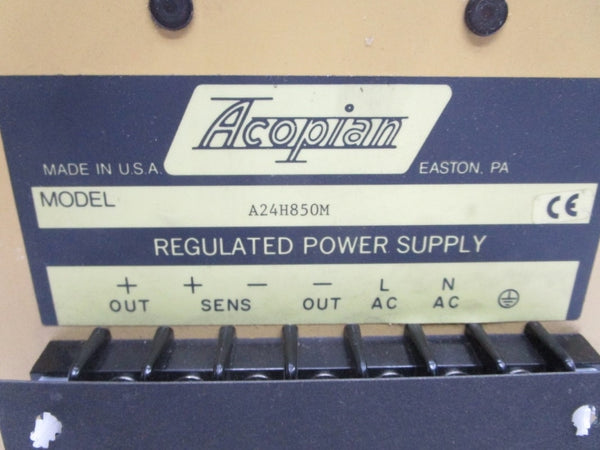 Acopian
MADE IN U.S.A. EASTON, PA
MODEL A24H850M CE
REGULATED POWER SUPPLY
+ + − − L N
OUT SENS OUT AC AC